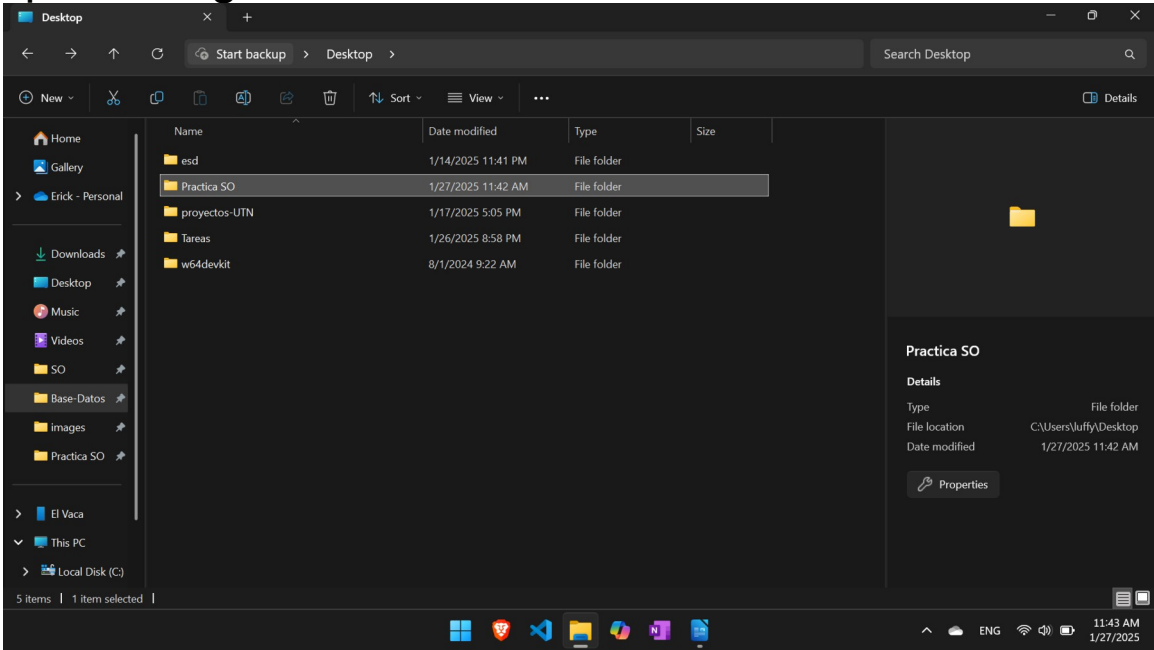 Desktop
Start backup > Desktop >
Search Desktop
New
Sort
View
Details
Home
Gallery
Erick - Personal
Downloads
Desktop
Music
Videos
SO
Base-Datos
images
Practica SO
El Vaca
This PC
Local Disk (C:)
Name Date modified Type Size
esd 1/14/2025 11:41 PM File folder
Practica SO 1/27/2025 11:42 AM File folder
proyectos-UTN 1/17/2025 5:05 PM File folder
Tareas 1/26/2025 8:58 PM File folder
w64devkit 8/1/2024 9:22 AM File folder
Practica SO
Details
Type File folder
File location C:\Users\luffy\Desktop
Date modified 1/27/2025 11:42 AM
Properties
5 items | 1 item selected |
ENG
11:43 AM
1/27/2025